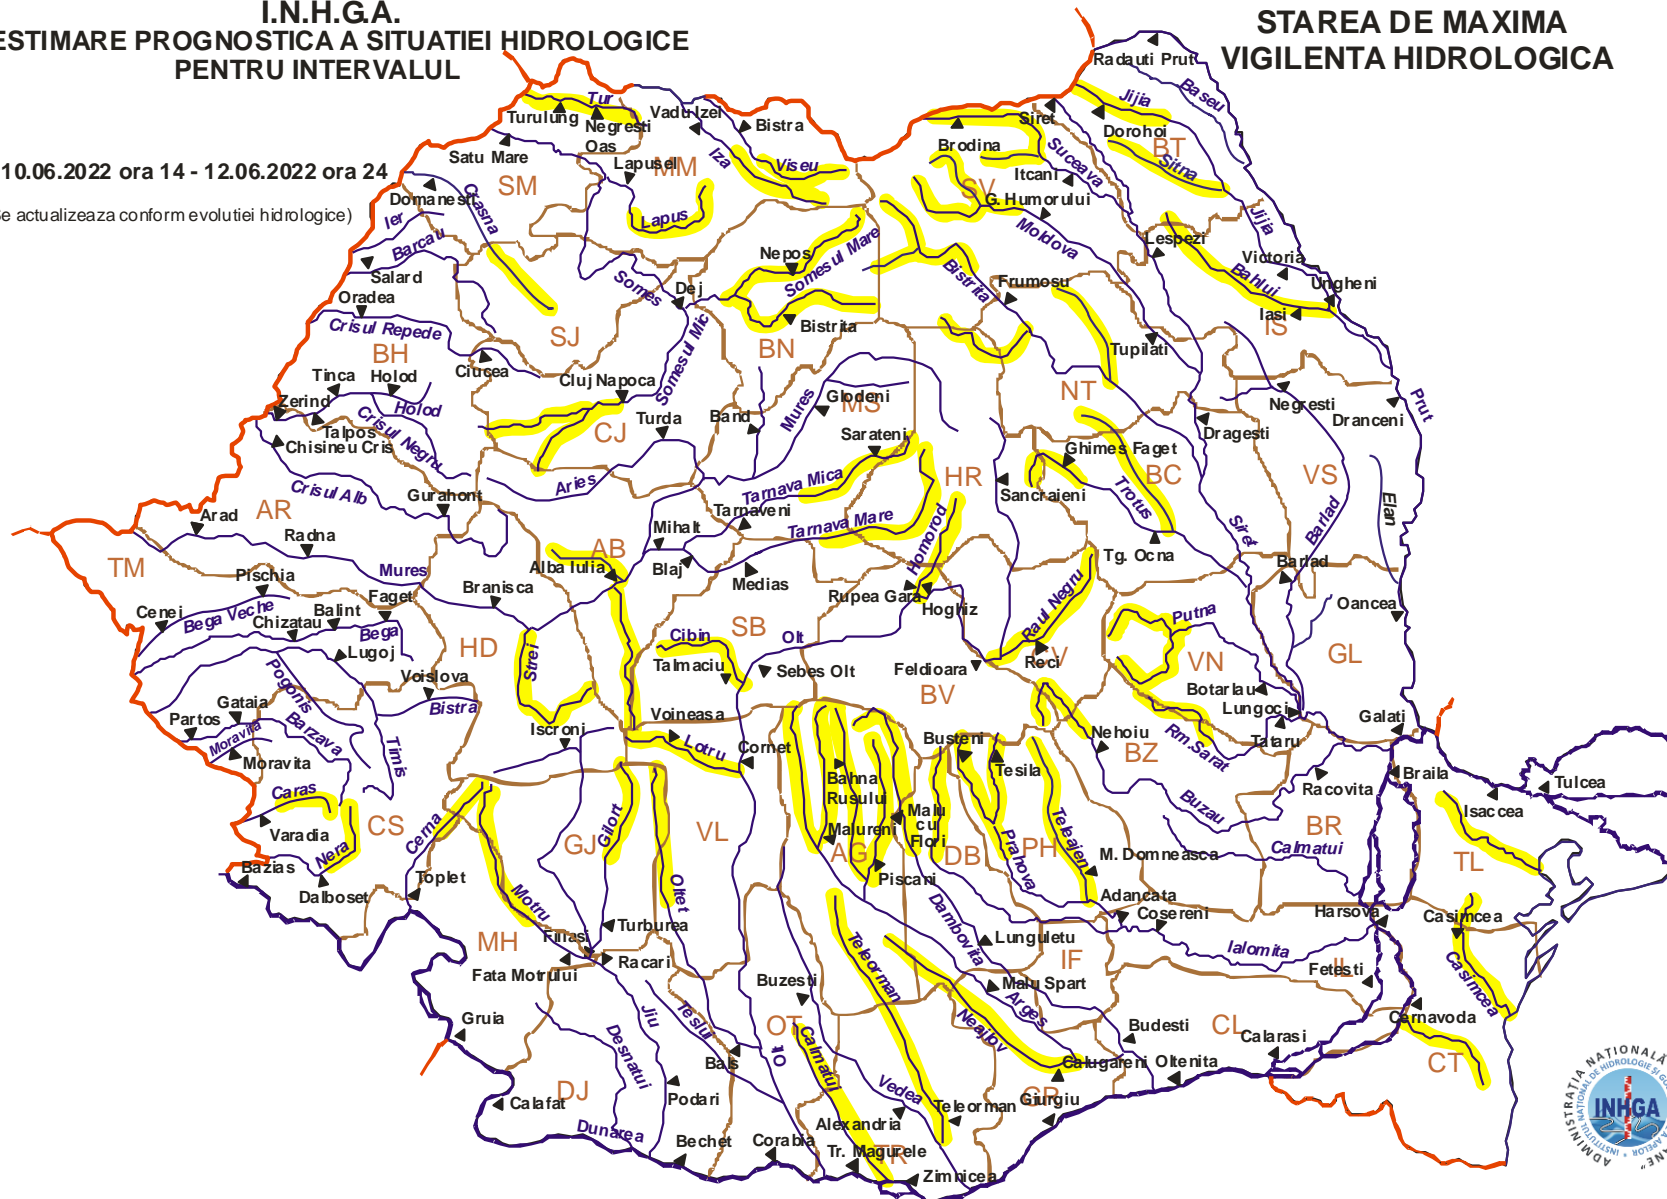 I.N.H.G.A.
ESTIMARE PROGNOSTICA A SITUATIEI HIDROLOGICE
PENTRU INTERVALUL
STAREA DE MAXIMA
VIGILENTA HIDROLOGICA
10.06.2022 ora 14 - 12.06.2022 ora 24
se actualizeaza conform evolutiei hidrologice)
Radauti Prut
Baseu
Tur
Turulung
Negresti
Oas
Vadu Izei
Bistra
Siret
Jijia
Dorohoi
BT
Satu Mare
Lapusel
MM
Iza
Viseu
Brodina
Suceava
Itcani
Sitna
SM
Domanesti
Crasna
Ier
Lapus
SV
G. Humorului
Moldova
Jijia
Barcau
Salard
Nepos
Somesul Mare
Lespezi
Victoria
Bahlui
Ungheni
Oradea
Somes
Dej
Bistrita
Frumosu
Iasi
IS
Crisul Repede
BH
SJ
Somesul Mic
Bistrita
BN
Tupilati
Ciucea
Tinca
Holod
Cluj Napoca
Holod
Zerind
Talpos
Chisineu Cris
Crisul Negru
CJ
Turda
Band
Mures
Glodeni
MS
NT
Negresti
Dranceni
Prut
Sarateni
Dragesti
Ghimes Faget
BC
Crisul Alb
Gurahont
Aries
Tarnava Mica
HR
Sancraieni
Trotus
VS
Elan
AR
Arad
Radna
Tarnaveni
Mihalt
Tarnava Mare
Homorod
Siret
Barlad
TM
Pischia
Mures
AB
Alba Iulia
Blaj
Medias
Tg. Ocna
Barlad
Branisca
Faget
Balint
Cenei
Bega Veche
Chizatau
Bega
Rupea Gara
Hoghiz
Raul Negru
Oancea
Putna
Lugoj
HD
Strei
Cibin
SB
Olt
Talmaciu
Sebes Olt
Feldioara
Reci
CV
BV
VN
GL
Pogonis
Voislova
Bistra
Botarlau
Lungoci
Gataia
Partos
Moravita
Barzava
Moravita
Timis
Iscroni
Voineasa
Lotru
Cornet
Busteni
Tesila
Nehoiu
BZ
Rm.Sarat
Tataru
Galati
Caras
Varadia
CS
Cerna
Bahna
Rusului
Racovita
Braila
Tulcea
Isaccea
Nera
GJ
Gilort
VL
Malureni
AG
Malu
cu
Flori
DB
Prahova
PH
Teleajen
Buzau
BR
Calmatui
M. Domneasca
TL
Bazias
Dalboset
Toplet
Piscani
Motru
Oltet
Adancata
Cosereni
Harsova
Casimcea
MH
Filiasi
Turburea
Racari
Fata Motrului
Dambovita
Lunguletu
IF
Ialomita
IL
Fetesti
Casimcea
Teleorman
Buzesti
Malu Spart
Arges
Neajlov
Gruia
Jiu
Teslui
Desnatui
OT
Olt
Calmatui
Budesti
CL
Cernavoda
Calarasi
Bals
Calugareni
Oltenita
CT
DJ
Calafat
Podari
Vedea
Teleorman
GR
Giurgiu
Alexandria
Dunarea
Bechet
Corabia
Tr. Magurele
TR
Zimnicea
INHGA